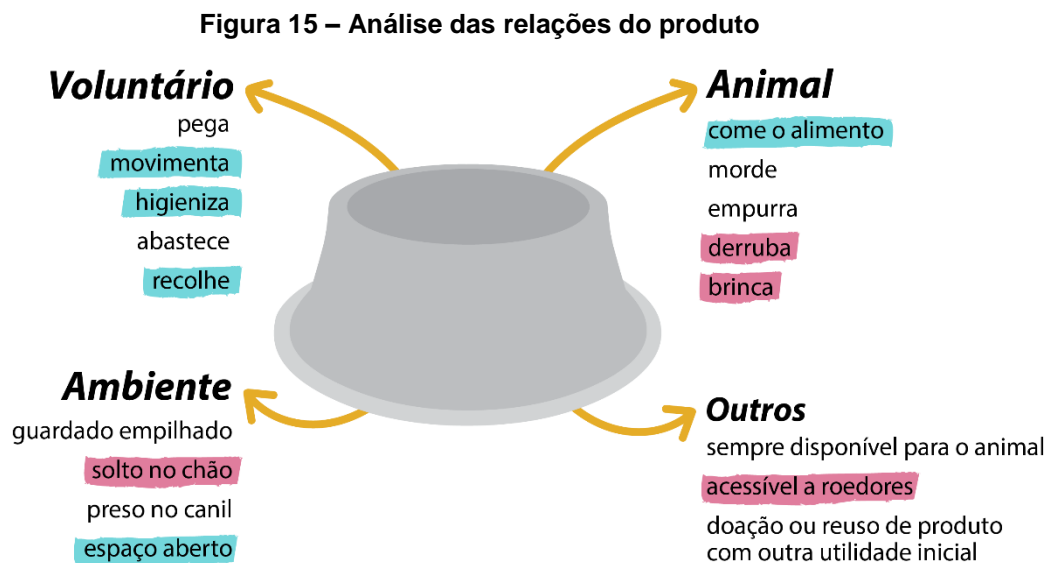 Figura 15 – Análise das relações do produto
Voluntário
pega
movimenta
higieniza
abastece
recolhe
Animal
come o alimento
morde
empurra
derruba
brinca
Ambiente
guardado empilhado
solto no chão
preso no canil
espaço aberto
Outros
sempre disponível para o animal
acessível a roedores
doação ou reuso de produto
com outra utilidade inicial